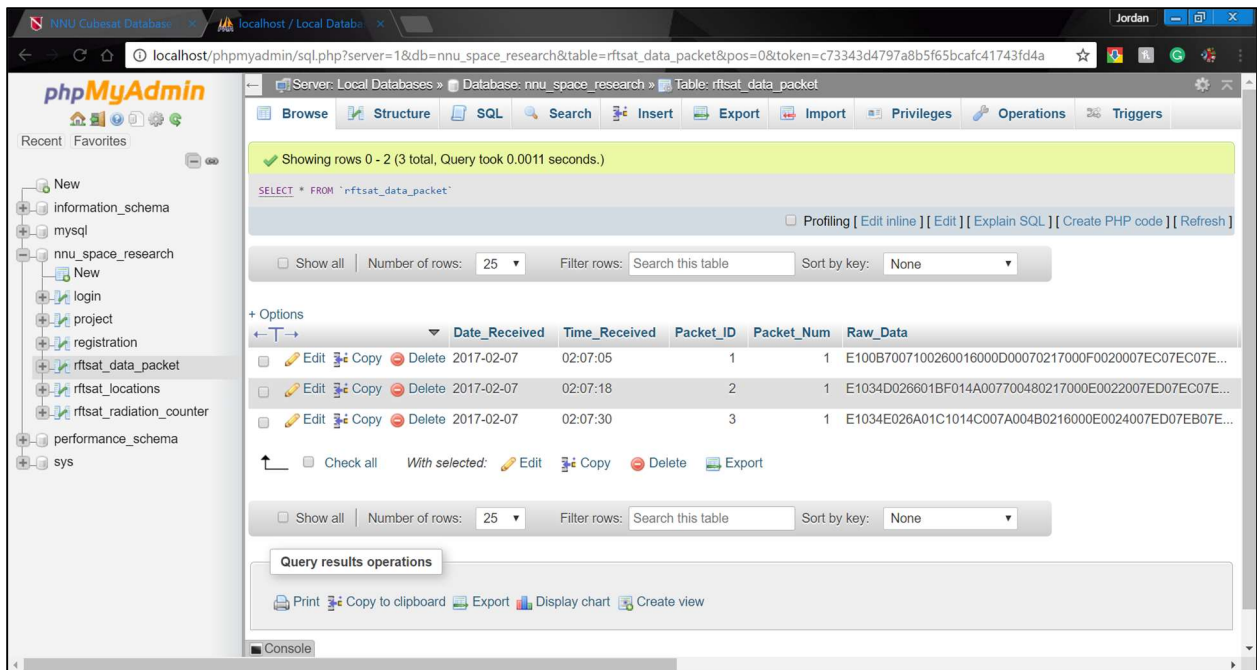 NNU Cubesat Database
localhost / Local Databa
Jordan
localhost/phpmyadmin/sql.php?server=1&db=nnu_space_research&table=rftsat_data_packet&pos=0&token=c73343d4797a8b5f65bcafc41743fd4a
phpMyAdmin
Recent Favorites
New
information_schema
mysql
nnu_space_research
New
login
project
registration
rftsat_data_packet
rftsat_locations
rftsat_radiation_counter
performance_schema
sys
Server: Local Databases » Database: nnu_space_research » Table: rftsat_data_packet
Browse Structure SQL Search Insert Export Import Privileges Operations Triggers
Showing rows 0 - 2 (3 total, Query took 0.0011 seconds.)
SELECT * FROM `rftsat_data_packet`
Profiling [ Edit inline ] [ Edit ] [ Explain SQL ] [ Create PHP code ] [ Refresh ]
Show all Number of rows: 25 Filter rows: Search this table Sort by key: None
+ Options
Date_Received Time_Received Packet_ID Packet_Num Raw_Data
Edit Copy Delete 2017-02-07 02:07:05 1 1 E100B7007100260016000D00070217000F0020007EC07EC07E...
Edit Copy Delete 2017-02-07 02:07:18 2 1 E1034D026601BF014A007700480217000E0022007ED07EC07E...
Edit Copy Delete 2017-02-07 02:07:30 3 1 E1034E026A01C1014C007A004B0216000E0024007ED07EB07E...
Check all With selected: Edit Copy Delete Export
Show all Number of rows: 25 Filter rows: Search this table Sort by key: None
Query results operations
Print Copy to clipboard Export Display chart Create view
Console